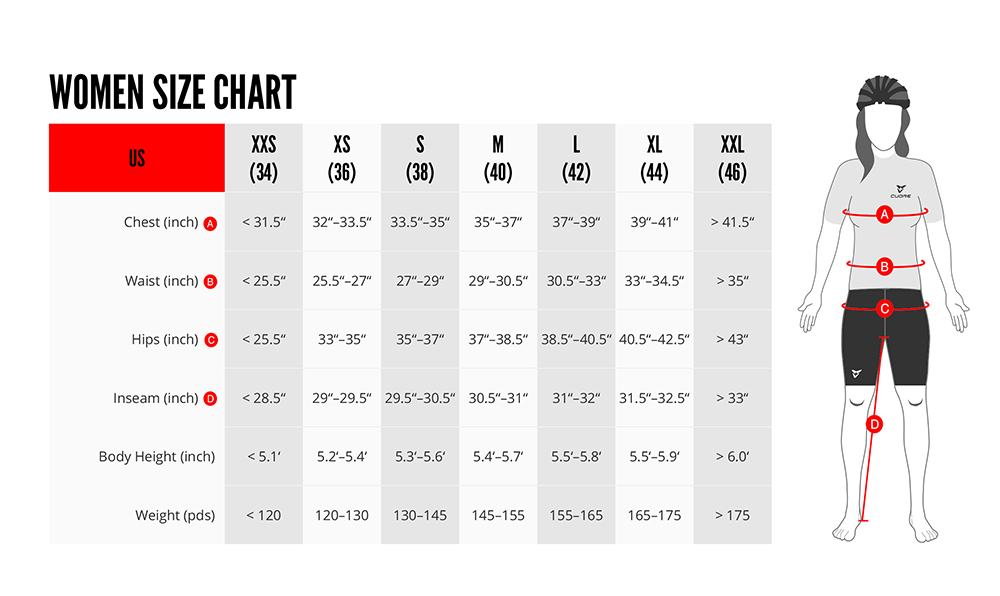 WOMEN SIZE CHART
US XXS XS S M L XL XXL
(34) (36) (38) (40) (42) (44) (46)
Chest (inch) A < 31.5“ 32“–33.5“ 33.5“–35“ 35“–37“ 37“–39“ 39“–41“ > 41.5“
Waist (inch) B < 25.5“ 25.5“–27“ 27“–29“ 29“–30.5“ 30.5“–33“ 33“–34.5“ > 35“
Hips (inch) C < 25.5“ 33“–35“ 35“–37“ 37“–38.5“ 38.5“–40.5“ 40.5“–42.5“ > 43“
Inseam (inch) D < 28.5“ 29“–29.5“ 29.5“–30.5“ 30.5“–31“ 31“–32“ 31.5“–32.5“ > 33“
Body Height (inch) < 5.1‘ 5.2‘–5.4‘ 5.3‘–5.6‘ 5.4‘–5.7‘ 5.5‘–5.8‘ 5.5‘–5.9‘ > 6.0‘
Weight (pds) < 120 120–130 130–145 145–155 155–165 165–175 > 175
CUORE
A
B
C
D